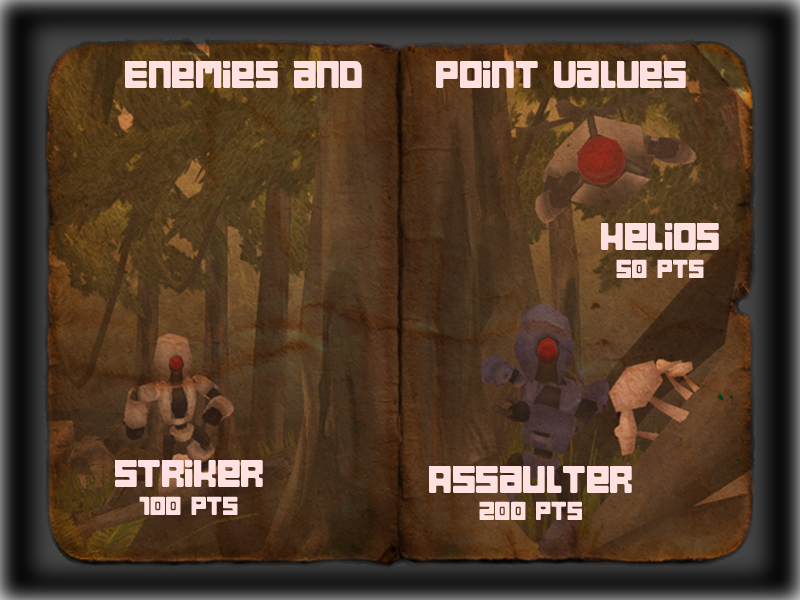 Enemies and Point Values
Helios
50 PTS
Striker
100 PTS
Assaulter
200 PTS